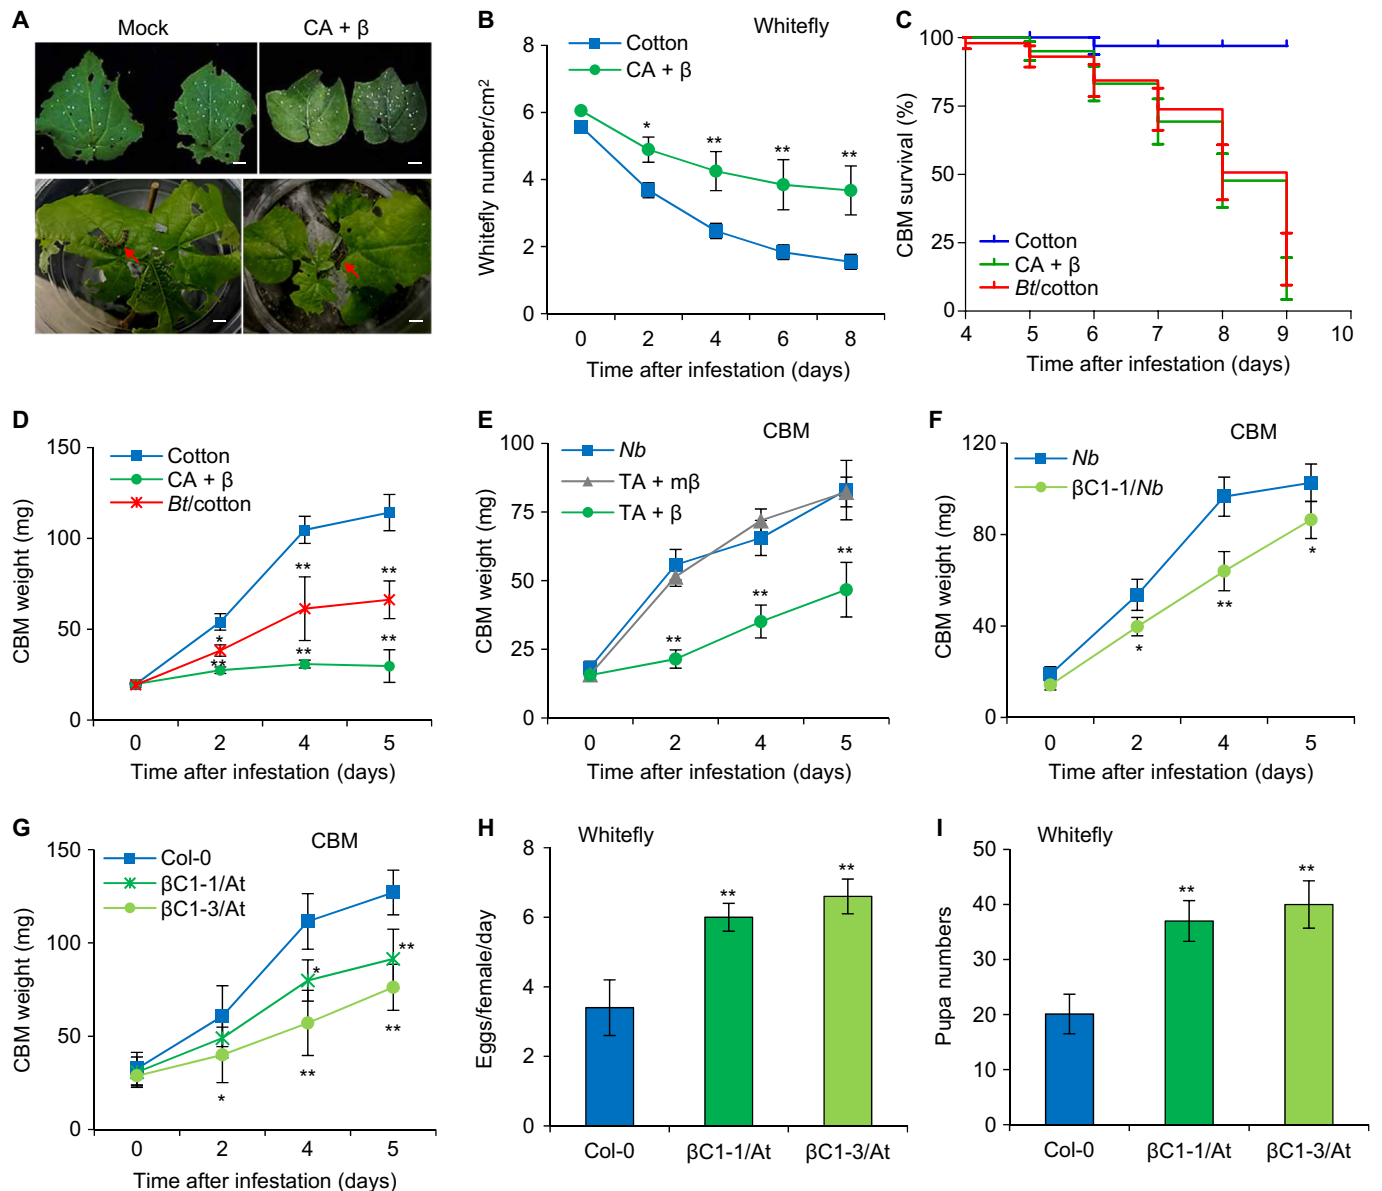 A
Mock
CA + β
B
Whitefly
Cotton
CA + β
Whitefly number/cm2
8
6
4
2
0
*
**
**
**
0 2 4 6 8
Time after infestation (days)
C
CBM survival (%)
100
75
50
25
0
Cotton
CA + β
Bt/cotton
4 5 6 7 8 9 10
Time after infestation (days)
D
Cotton
CA + β
Bt/cotton
CBM weight (mg)
150
100
50
0
*
**
**
**
**
**
0 2 4 5
Time after infestation (days)
E
CBM
Nb
TA + mβ
TA + β
CBM weight (mg)
100
75
50
25
0
**
**
**
0 2 4 5
Time after infestation (days)
F
CBM
Nb
βC1-1/Nb
CBM weight (mg)
120
80
40
0
*
**
*
0 2 4 5
Time after infestation (days)
G
CBM
Col-0
βC1-1/At
βC1-3/At
CBM weight (mg)
150
100
50
0
*
*
**
**
**
0 2 4 5
Time after infestation (days)
H
Whitefly
Eggs/female/day
8
6
4
2
0
**
**
Col-0 βC1-1/At βC1-3/At
I
Whitefly
Pupa numbers
50
40
30
20
10
0
**
**
Col-0 βC1-1/At βC1-3/At